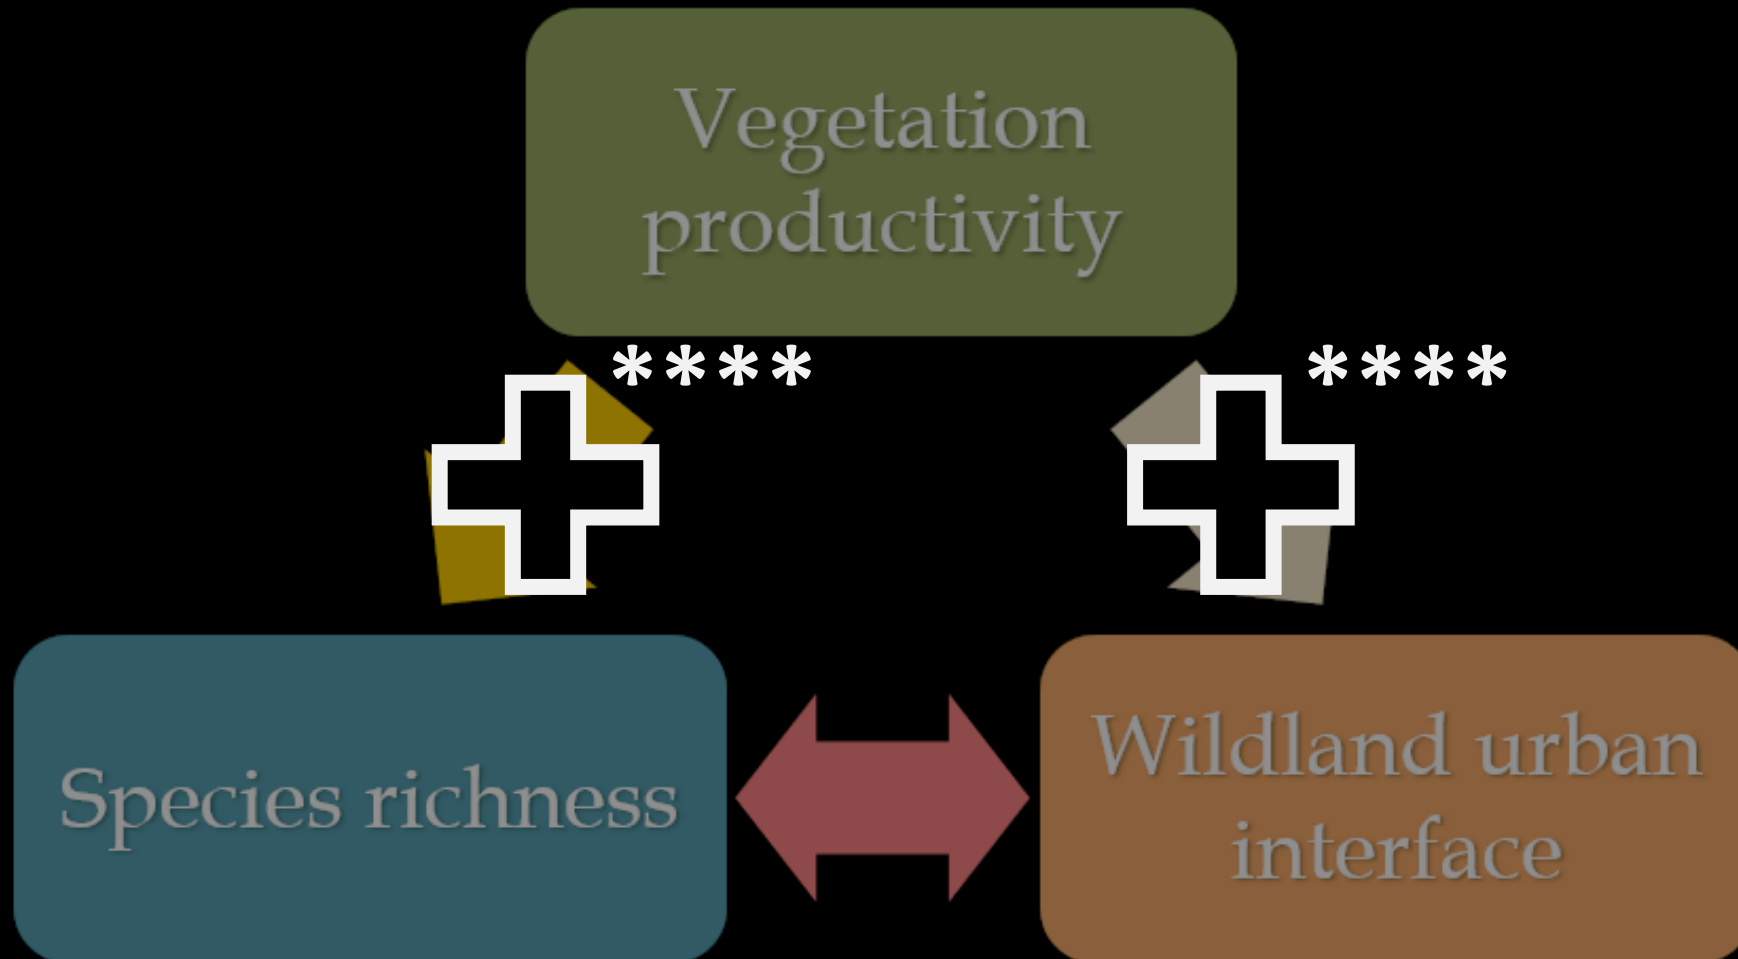 Vegetation
productivity
**** ****
Species richness
Wildland urban
interface